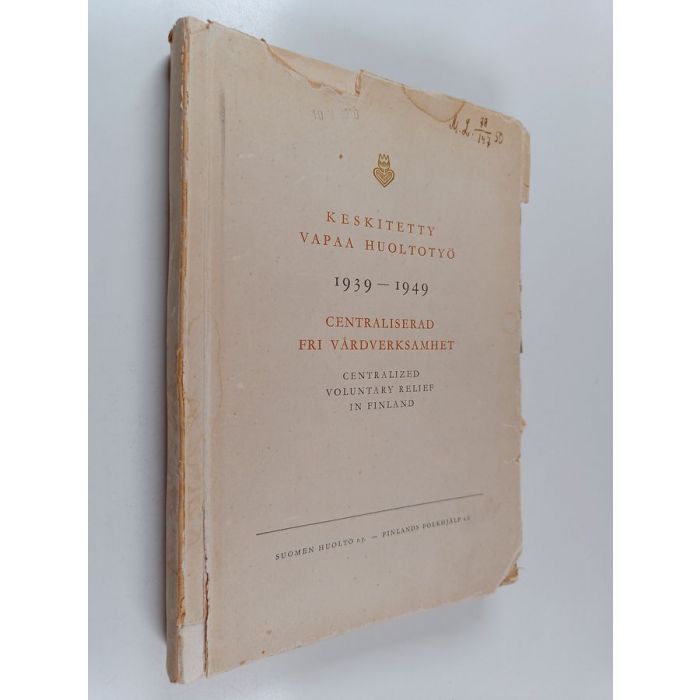 KESKITETTY
VAPAA HUOLTOTYÖ
1939 — 1949
CENTRALISERAD
FRI VÅRDVERKSAMHET
CENTRALIZED
VOLUNTARY RELIEF
IN FINLAND
SUOMEN HUOLTO r.y. — FINLANDS FOLKHJÄLP r.f.